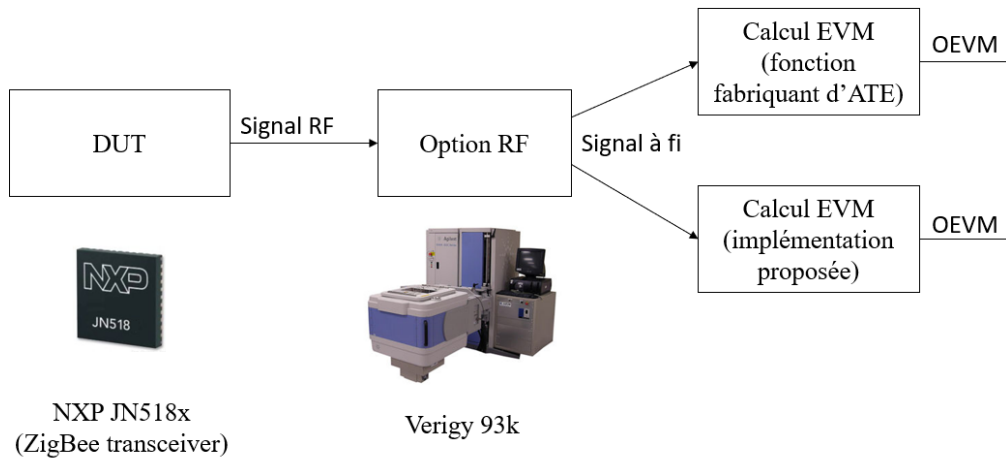 Calcul EVM
(fonction
fabriquant d'ATE)
OEVM
DUT
Signal RF
Option RF
Signal à fi
Calcul EVM
(implémentation
proposée)
OEVM
NXP
JN518
NXP JN518x
(ZigBee transceiver)
Verigy 93k